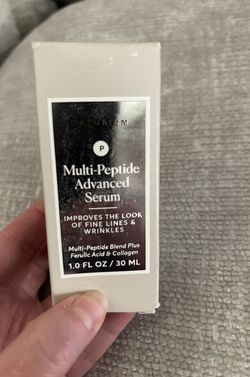 P
Multi-Peptide
Advanced
Serum
IMPROVES THE LOOK
OF FINE LINES &
WRINKLES
Multi-Peptide Blend Plus
Ferulic Acid & Collagen
1.0 FL OZ / 30 ML